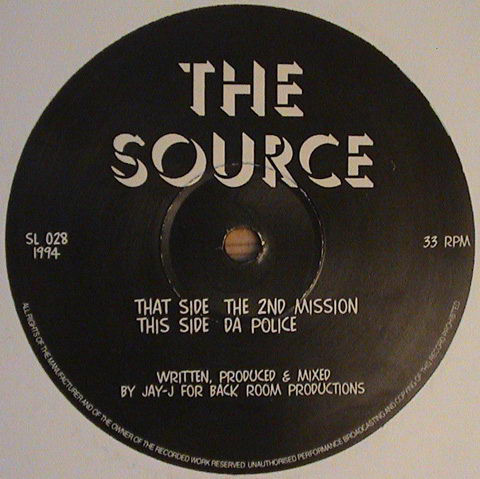 THE
SOURCE
SL 028
1994
33 RPM
THAT SIDE THE 2ND MISSION
THIS SIDE DA POLICE
WRITTEN, PRODUCED & MIXED
BY JAY-J FOR BACK ROOM PRODUCTIONS
ALL RIGHTS OF THE MANUFACTURER AND OF THE OWNER OF THE RECORDED WORK RESERVED UNAUTHORISED PERFORMANCE BROADCASTING AND COPYING OF THIS RECORD PROHIBITED